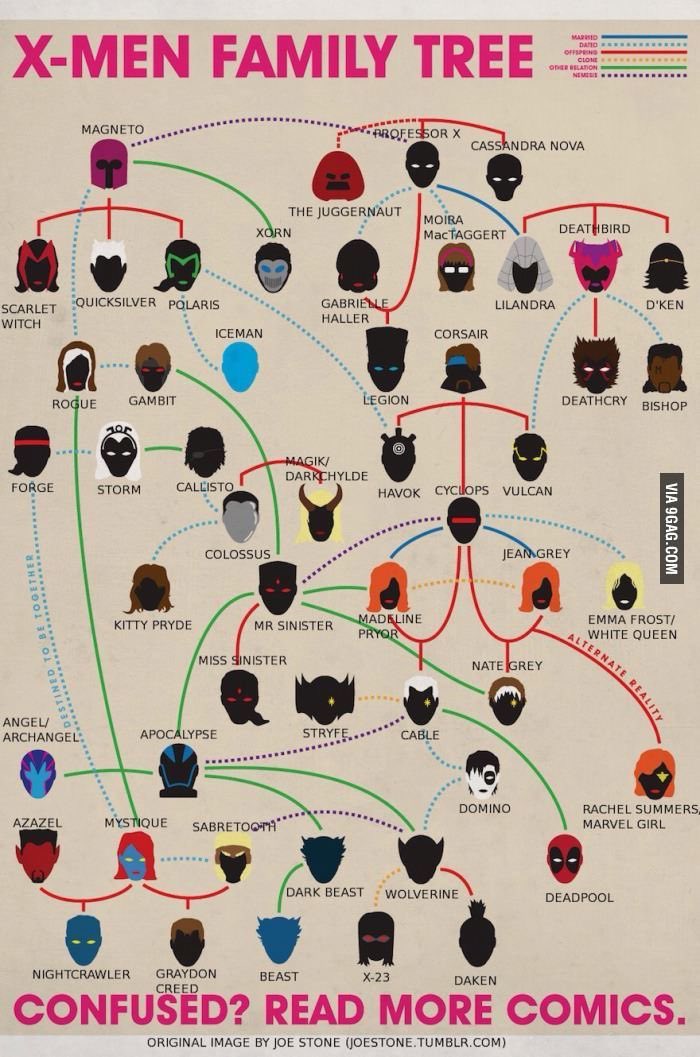 X-MEN FAMILY TREE
MARRIED
DATED
OFFSPRING
CLONE
OTHER RELATION
NEMESIS
MAGNETO
PROFESSOR X
CASSANDRA NOVA
THE JUGGERNAUT
MOIRA
MacTAGGERT
XORN
DEATHBIRD
SCARLET
WITCH
QUICKSILVER
POLARIS
GABRIELLE
HALLER
LILANDRA
D'KEN
ICEMAN
CORSAIR
ROGUE
GAMBIT
LEGION
DEATHCRY
BISHOP
MAGIK/
DARKCHYLDE
FORGE
STORM
CALLISTO
HAVOK
CYCLOPS
VULCAN
VIA 9GAG.COM
COLOSSUS
JEAN GREY
KITTY PRYDE
MR SINISTER
MADELINE
PRYOR
EMMA FROST/
WHITE QUEEN
DESTINED TO BE TOGETHER
ALTERNATE REALITY
MISS SINISTER
NATE GREY
ANGEL/
ARCHANGEL
APOCALYPSE
STRYFE
CABLE
DOMINO
RACHEL SUMMERS,
MARVEL GIRL
AZAZEL
MYSTIQUE
SABRETOOTH
DARK BEAST
WOLVERINE
DEADPOOL
NIGHTCRAWLER
GRAYDON
CREED
BEAST
X-23
DAKEN
CONFUSED? READ MORE COMICS.
ORIGINAL IMAGE BY JOE STONE (JOESTONE.TUMBLR.COM)